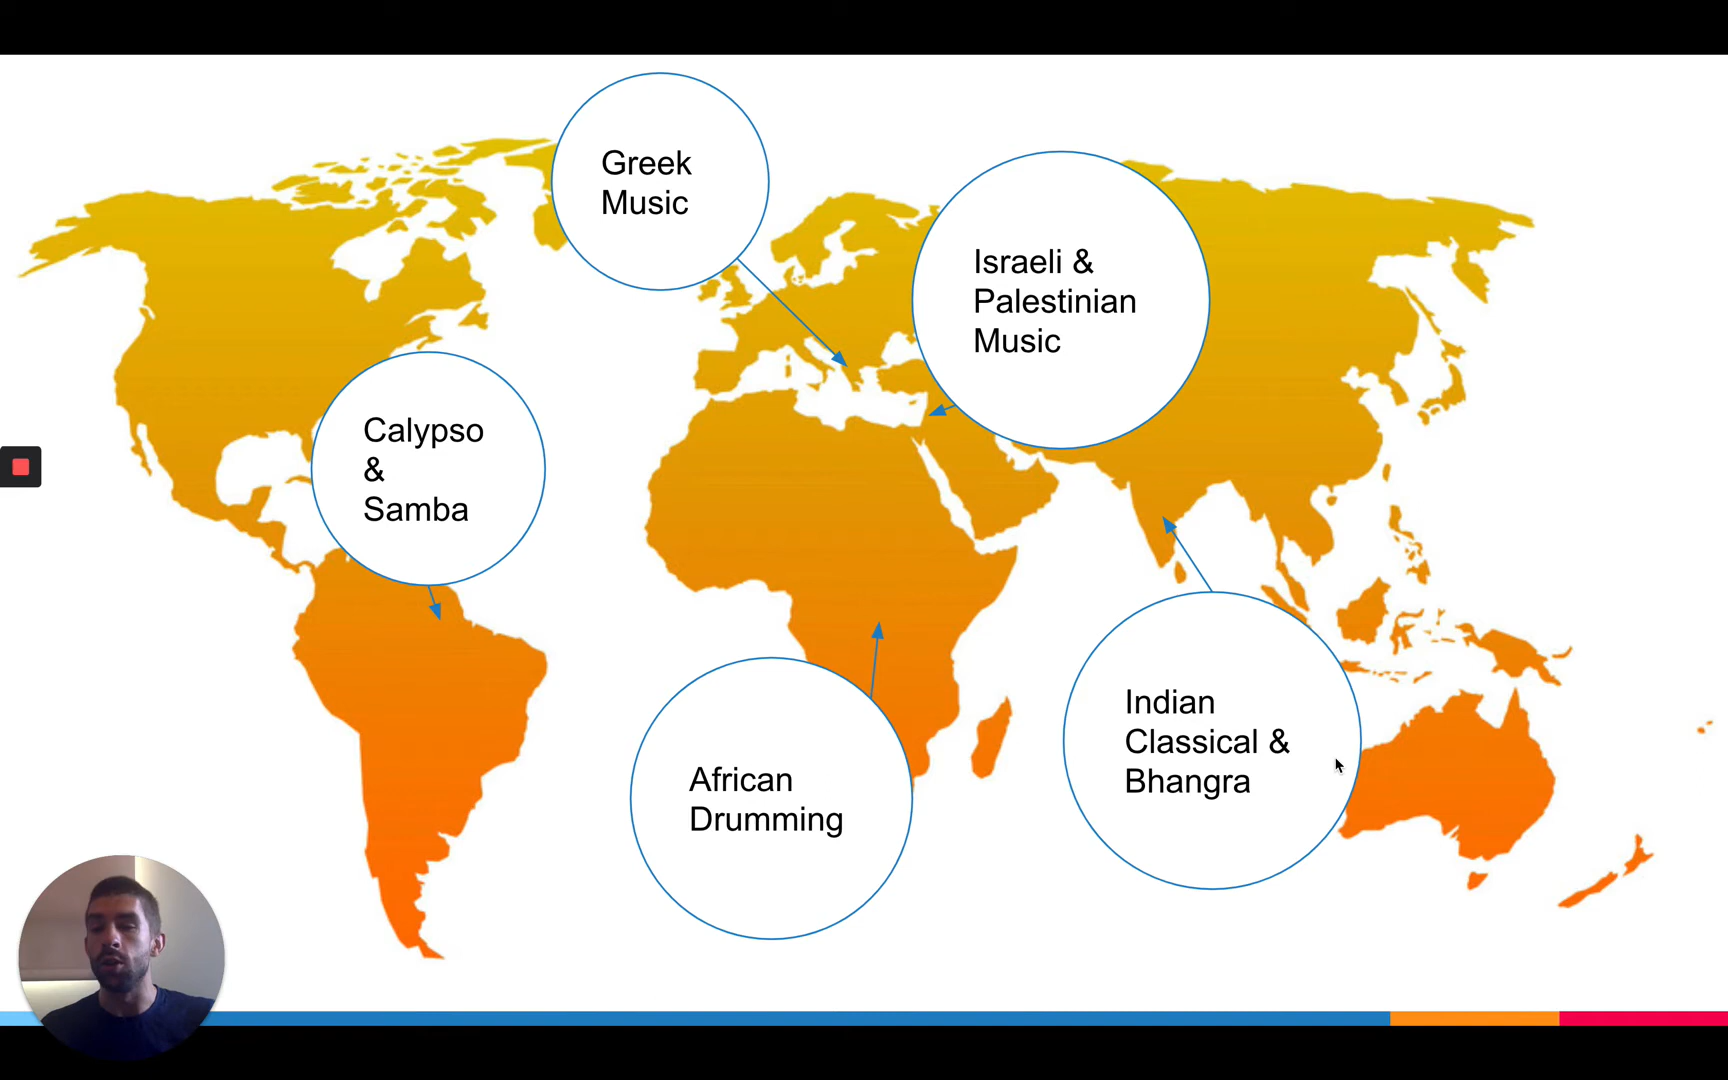 Greek
Music
Israeli &
Palestinian
Music
Calypso
&
Samba
African
Drumming
Indian
Classical &
Bhangra